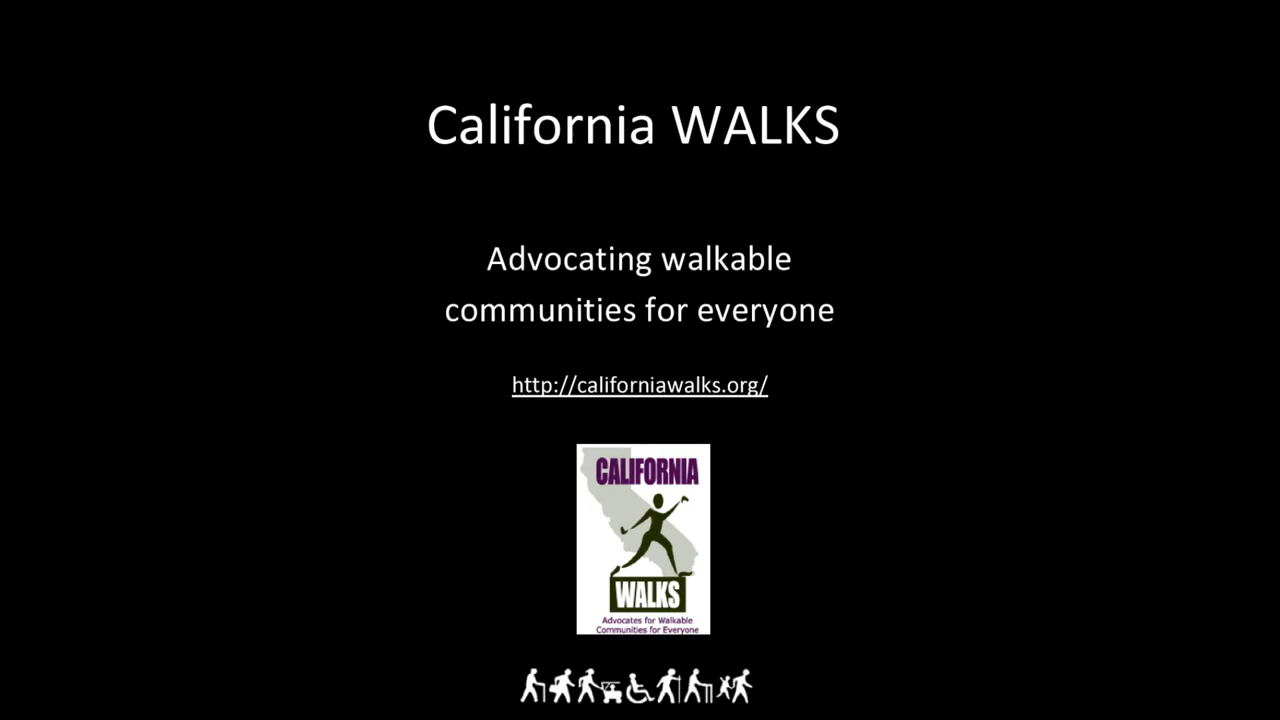 California WALKS
Advocating walkable
communities for everyone
http://californiawalks.org/
CALIFORNIA
WALKS
Advocates for Walkable
Communities for Everyone